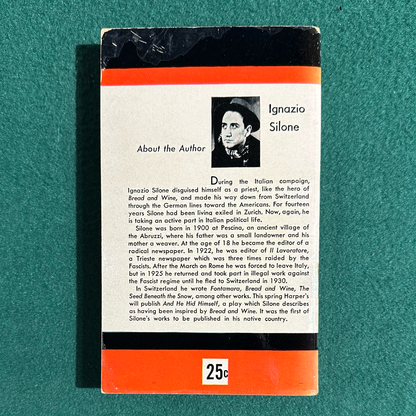 Ignazio
Silone
About the Author
During the Italian campaign,
Ignazio Silone disguised himself as a priest, like the hero of
Bread and Wine, and made his way down from Switzerland
through the German lines toward the Americans. For fourteen
years Silone had been living exiled in Zurich. Now, again, he
is taking an active part in Italian political life.
Silone was born in 1900 at Pescina, an ancient village of
the Abruzzi, where his father was a small landowner and his
mother a weaver. At the age of 18 he became the editor of a
radical newspaper. In 1922, he was editor of Il Lavoratore,
a Trieste newspaper which was three times raided by the
Fascists. After the March on Rome he was forced to leave Italy,
but in 1925 he returned and took part in illegal work against
the Fascist regime until he fled to Switzerland in 1930.
In Switzerland he wrote Fontamara, Bread and Wine, The
Seed Beneath the Snow, among other works. This spring Harper's
will publish And He Hid Himself, a play which Silone describes
as having been inspired by Bread and Wine. It was the first of
Silone's works to be published in his native country.
25c